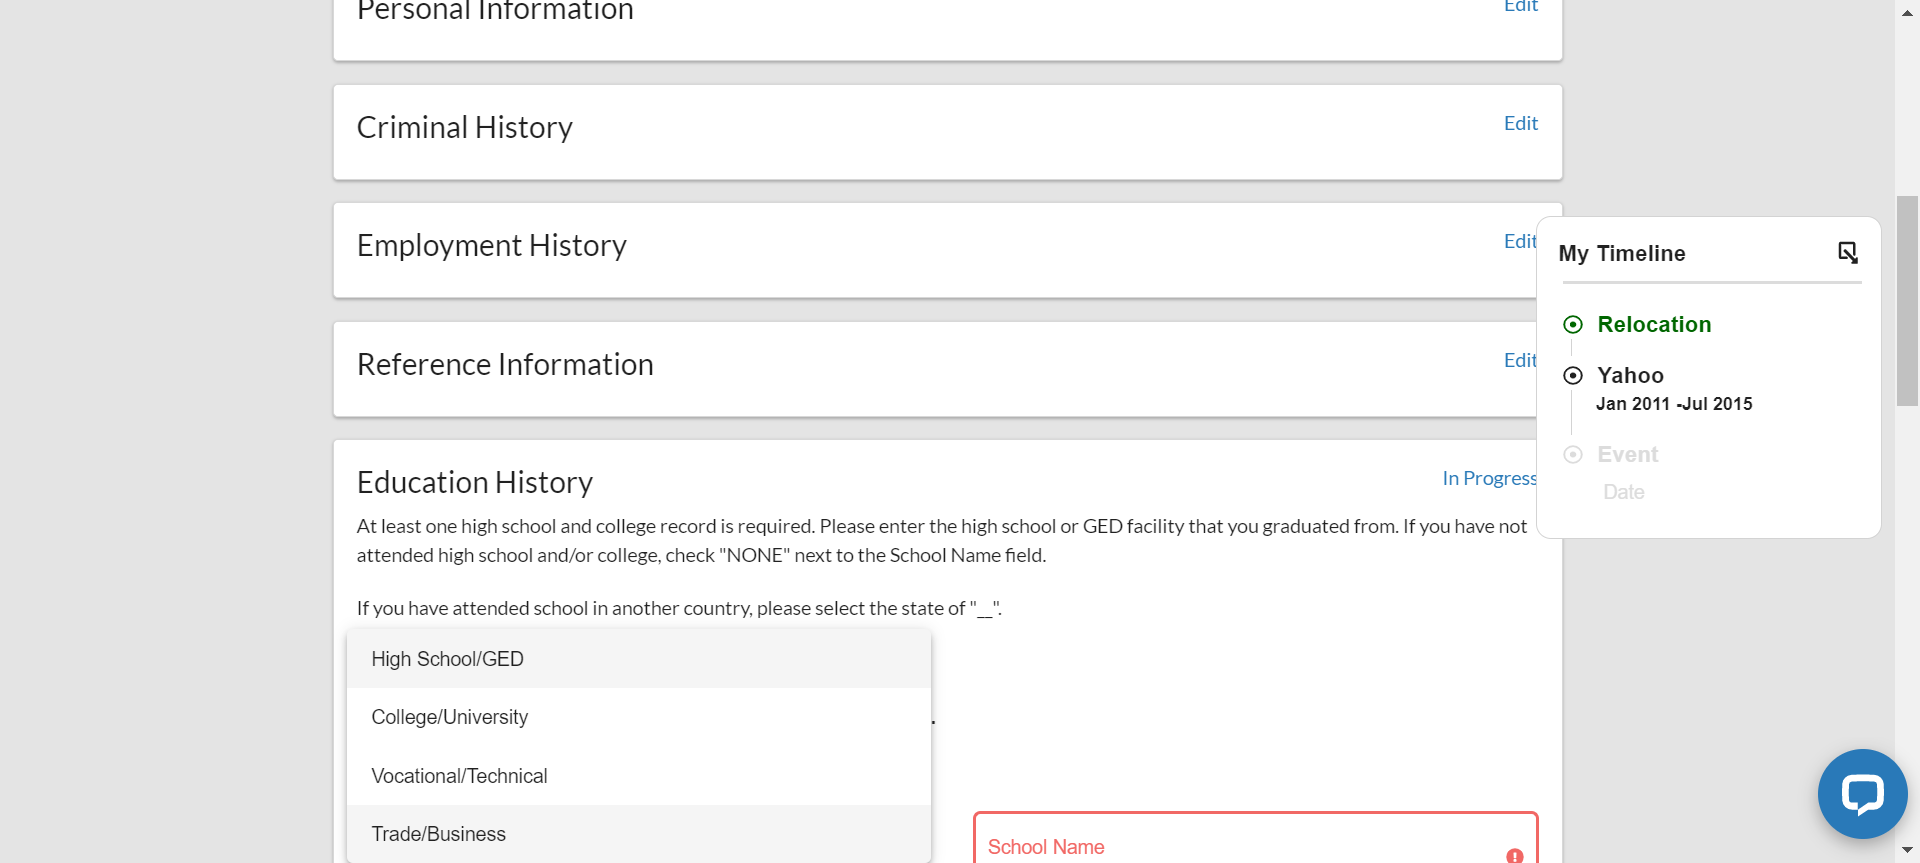 Personal Information
Edit
Criminal History
Edit
Employment History
Edit
Reference Information
Edit
My Timeline
Relocation
Yahoo
Jan 2011 -Jul 2015
Event
Date
Education History
In Progress
At least one high school and college record is required. Please enter the high school or GED facility that you graduated from. If you have not
attended high school and/or college, check "NONE" next to the School Name field.
If you have attended school in another country, please select the state of "__".
High School/GED
College/University
Vocational/Technical
Trade/Business
School Name